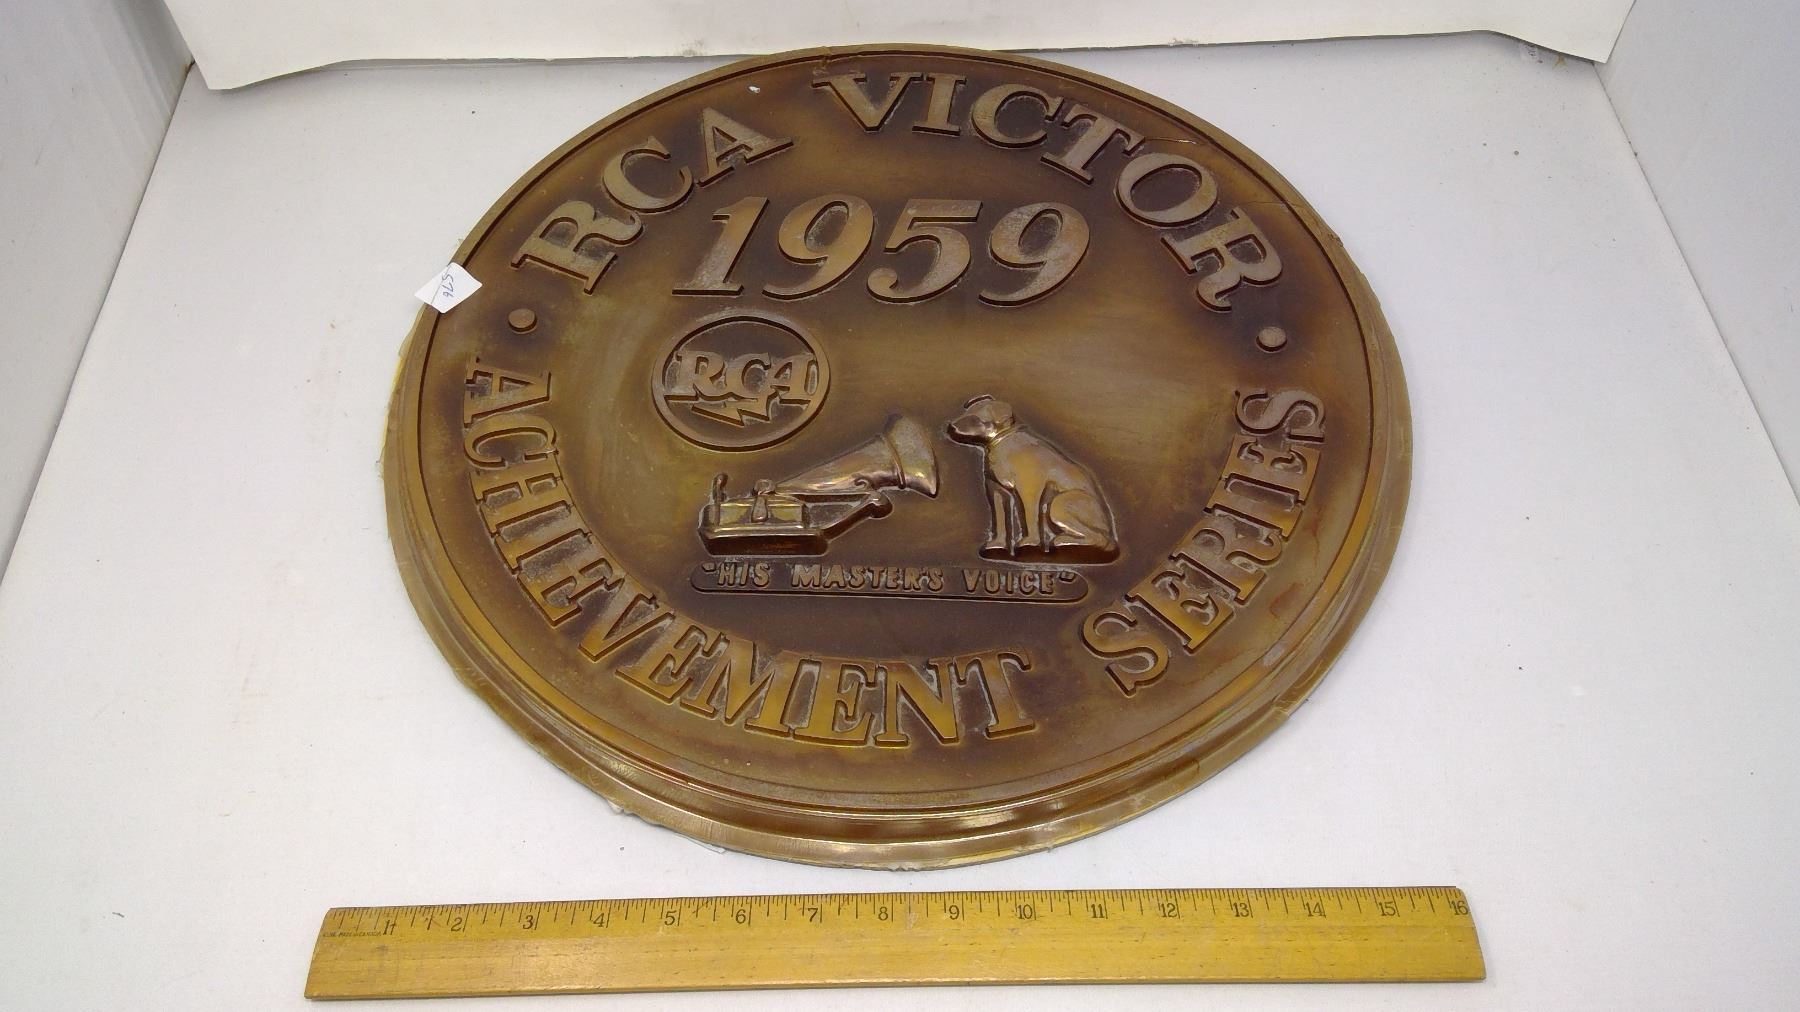 RCA VICTOR
1959
RCA
"HIS MASTER'S VOICE"
· ACHIEVEMENT SERIES ·
1 2 3 4 5 6 7 8 9 10 11 12 13 14 15 16